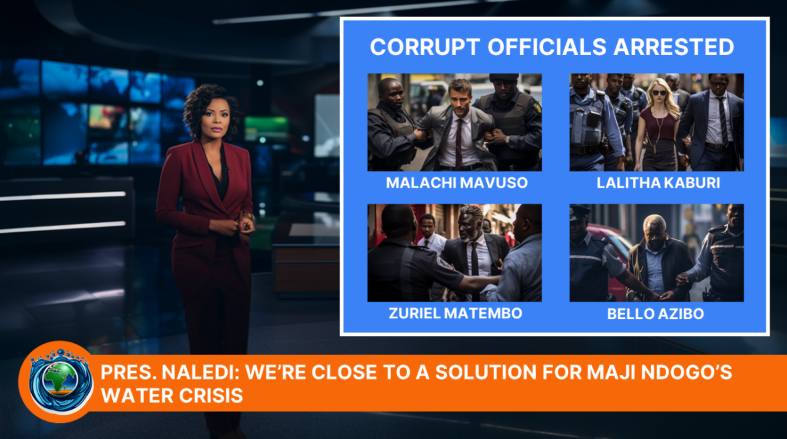 CORRUPT OFFICIALS ARRESTED
MALACHI MAVUSO
LALITHA KABURI
ZURIEL MATEMBO
BELLO AZIBO
PRES. NALEDI: WE'RE CLOSE TO A SOLUTION FOR MAJI NDOGO'S
WATER CRISIS